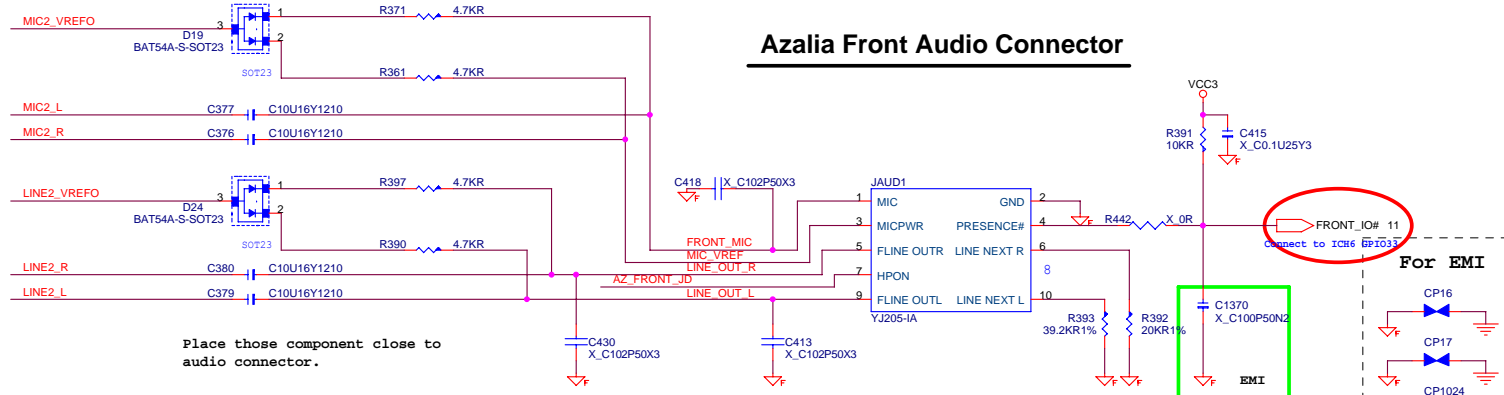 Azalia Front Audio Connector
MIC2_VREFO
3
1
2
D19
BAT54A-S-SOT23
SOT23
R371
4.7KR
R361
4.7KR
MIC2_L
C377
C10U16Y1210
MIC2_R
C376
C10U16Y1210
LINE2_VREFO
3
1
2
D24
BAT54A-S-SOT23
SOT23
R397
4.7KR
R390
4.7KR
LINE2_R
C380
C10U16Y1210
LINE2_L
C379
C10U16Y1210
C418
X_C102P50X3
F
FRONT_MIC
MIC_VREF
LINE_OUT_R
AZ_FRONT_JD
LINE_OUT_L
JAUD1
1
MIC
GND
2
F
3
MICPWR
PRESENCE#
4
5
FLINE OUTR
LINE NEXT R
6
7
HPON
8
9
FLINE OUTL
LINE NEXT L
10
YJ205-IA
R442
X_0R
VCC3
R391
10KR
C415
X_C0.1U25Y3
F
FRONT_IO# 11
Connect to ICH6 GPIO33
R393
39.2KR1%
R392
20KR1%
F
F
C1370
X_C100P50N2
F
EMI
C430
X_C102P50X3
F
C413
X_C102P50X3
F
Place those component close to
audio connector.
For EMI
CP16
F
CP17
F
CP1024